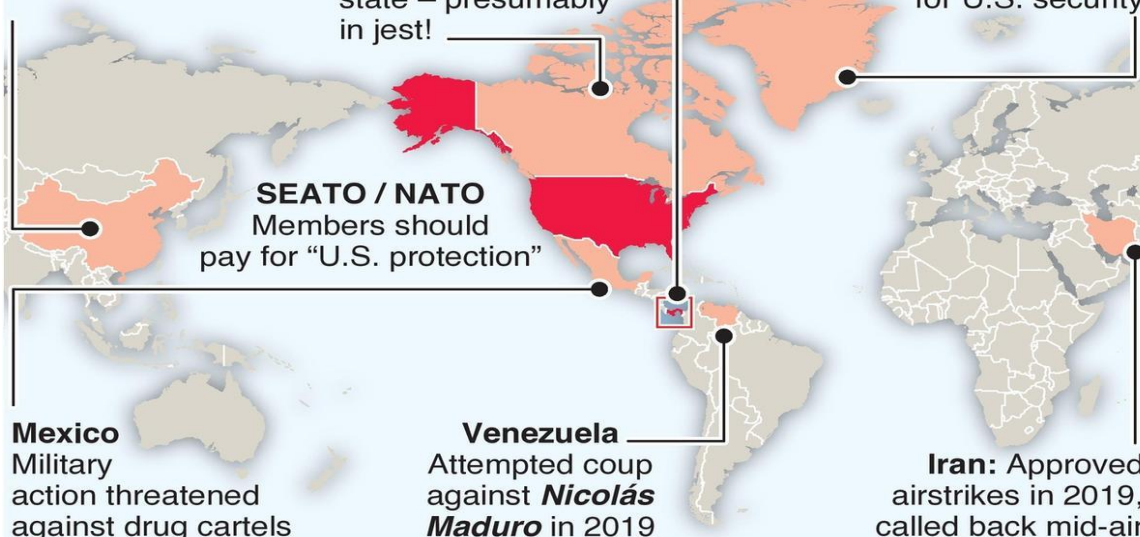 state – presumably
in jest!
for U.S. security
SEATO / NATO
Members should
pay for “U.S. protection”
Mexico
Military
action threatened
against drug cartels
Venezuela
Attempted coup
against Nicolás
Maduro in 2019
Iran: Approved
airstrikes in 2019,
called back mid-air